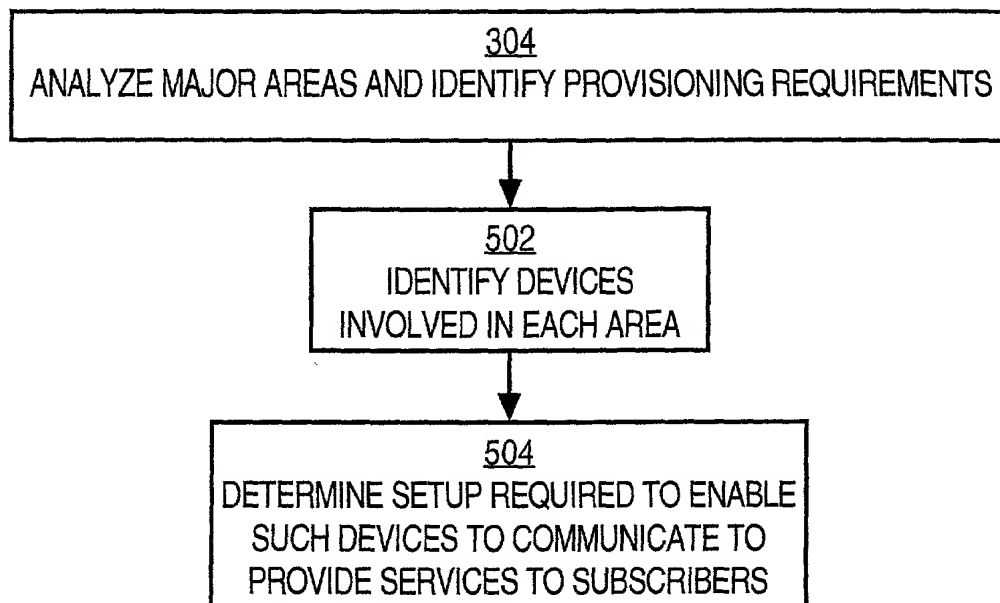 304
ANALYZE MAJOR AREAS AND IDENTIFY PROVISIONING REQUIREMENTS
502
IDENTIFY DEVICES
INVOLVED IN EACH AREA
504
DETERMINE SETUP REQUIRED TO ENABLE
SUCH DEVICES TO COMMUNICATE TO
PROVIDE SERVICES TO SUBSCRIBERS